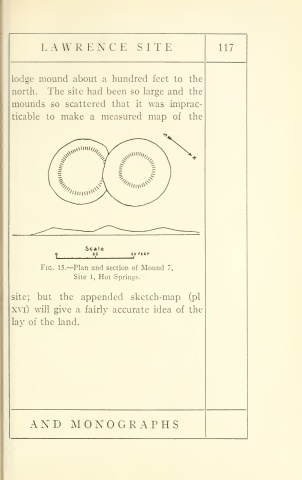 LAWRENCE SITE 117
lodge mound about a hundred feet to the
north. The site had been so large and the
mounds so scattered that it was imprac-
ticable to make a measured map of the
Scale
0 25 50 FEET
FIG. 15.—Plan and section of Mound 7,
Site 1, Hot Springs.
site; but the appended sketch-map (pl
XVI) will give a fairly accurate idea of the
lay of the land.
AND MONOGRAPHS